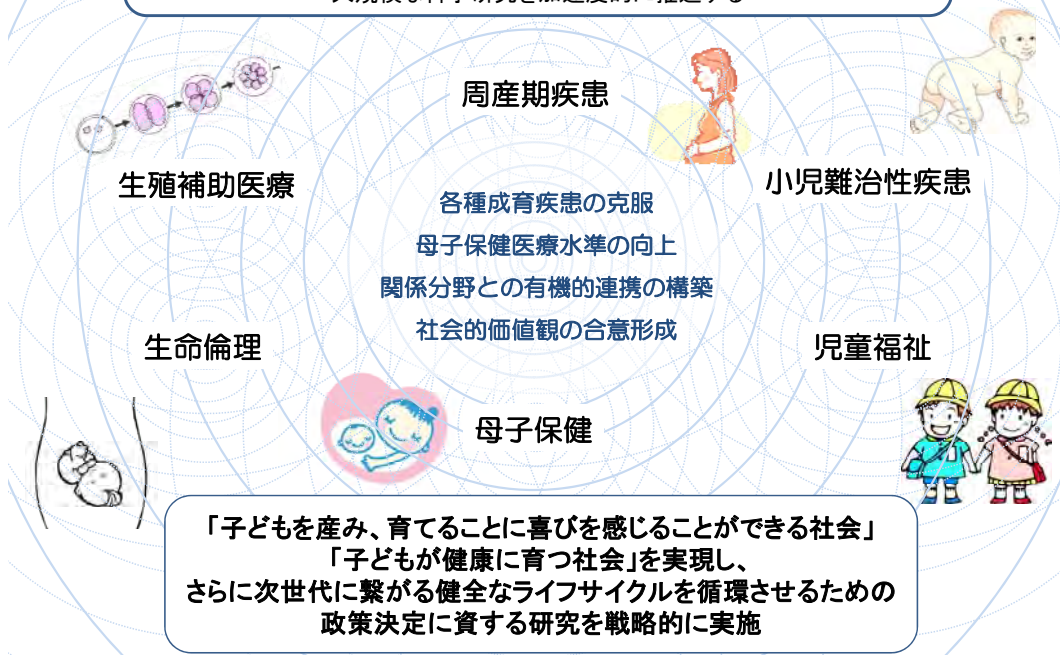 周産期疾患
生殖補助医療
小児難治性疾患
各種成育疾患の克服
母子保健医療水準の向上
関係分野との有機的連携の構築
社会的価値観の合意形成
生命倫理
児童福祉
母子保健
「子どもを産み、育てることに喜びを感じることができる社会」
「子どもが健康に育つ社会」を実現し、
さらに次世代に繋がる健全なライフサイクルを循環させるための
政策決定に資する研究を戦略的に実施